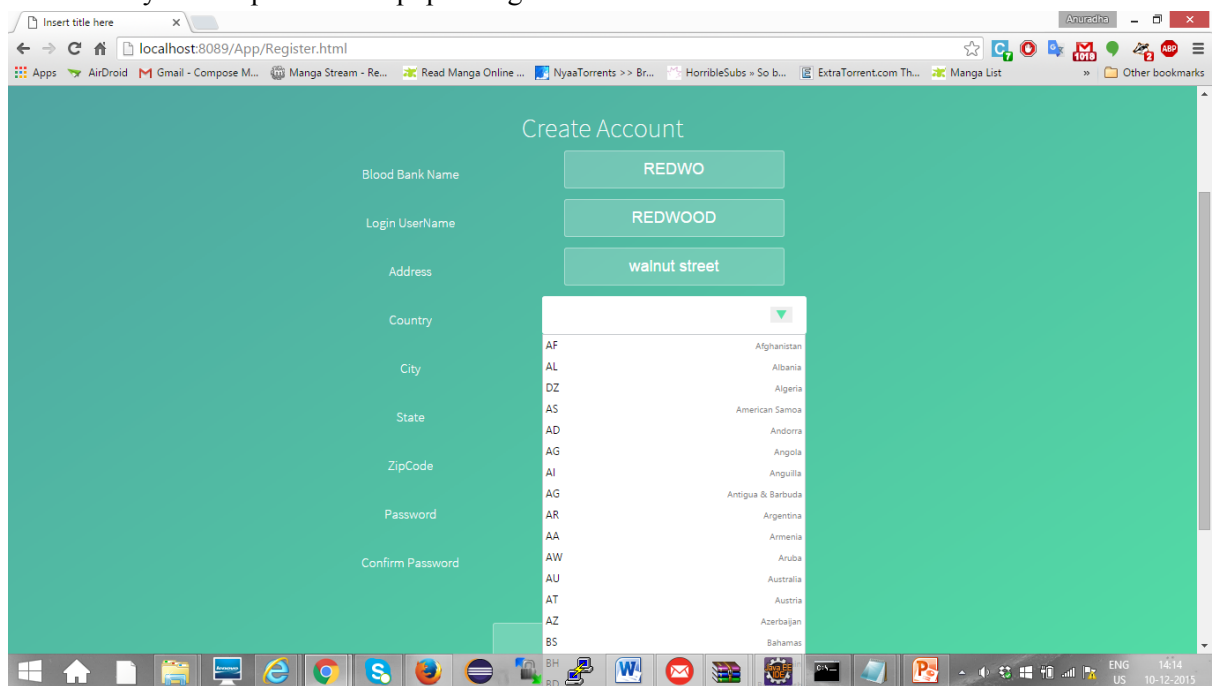 Insert title here
Anuradha
localhost:8089/App/Register.html
Apps AirDroid Gmail - Compose M... Manga Stream - Re... Read Manga Online ... NyaaTorrents >> Br... HorribleSubs » So b... ExtraTorrent.com Th... Manga List » Other bookmarks
Create Account
Blood Bank Name REDWO
Login UserName REDWOOD
Address walnut street
Country
AF Afghanistan
City
AL Albania
DZ Algeria
AS American Samoa
State
AD Andorra
AG Angola
ZipCode
AI Anguilla
AG Antigua & Barbuda
Password
AR Argentina
AA Armenia
Confirm Password
AW Aruba
AU Australia
AT Austria
AZ Azerbaijan
BS Bahamas
BH
ENG 14:14
US 10-12-2015